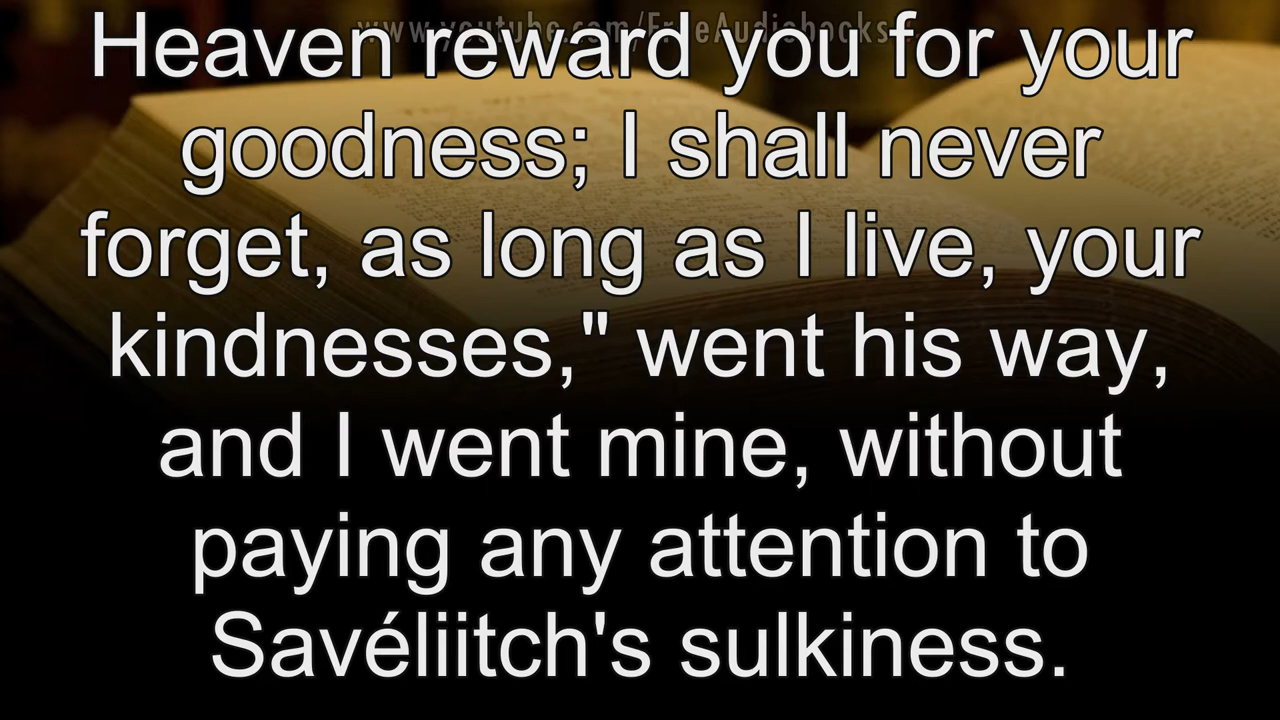 www.youtube.com/FreeAudiobooks
Heaven reward you for your
goodness; I shall never
forget, as long as I live, your
kindnesses," went his way,
and I went mine, without
paying any attention to
Savéliitch's sulkiness.